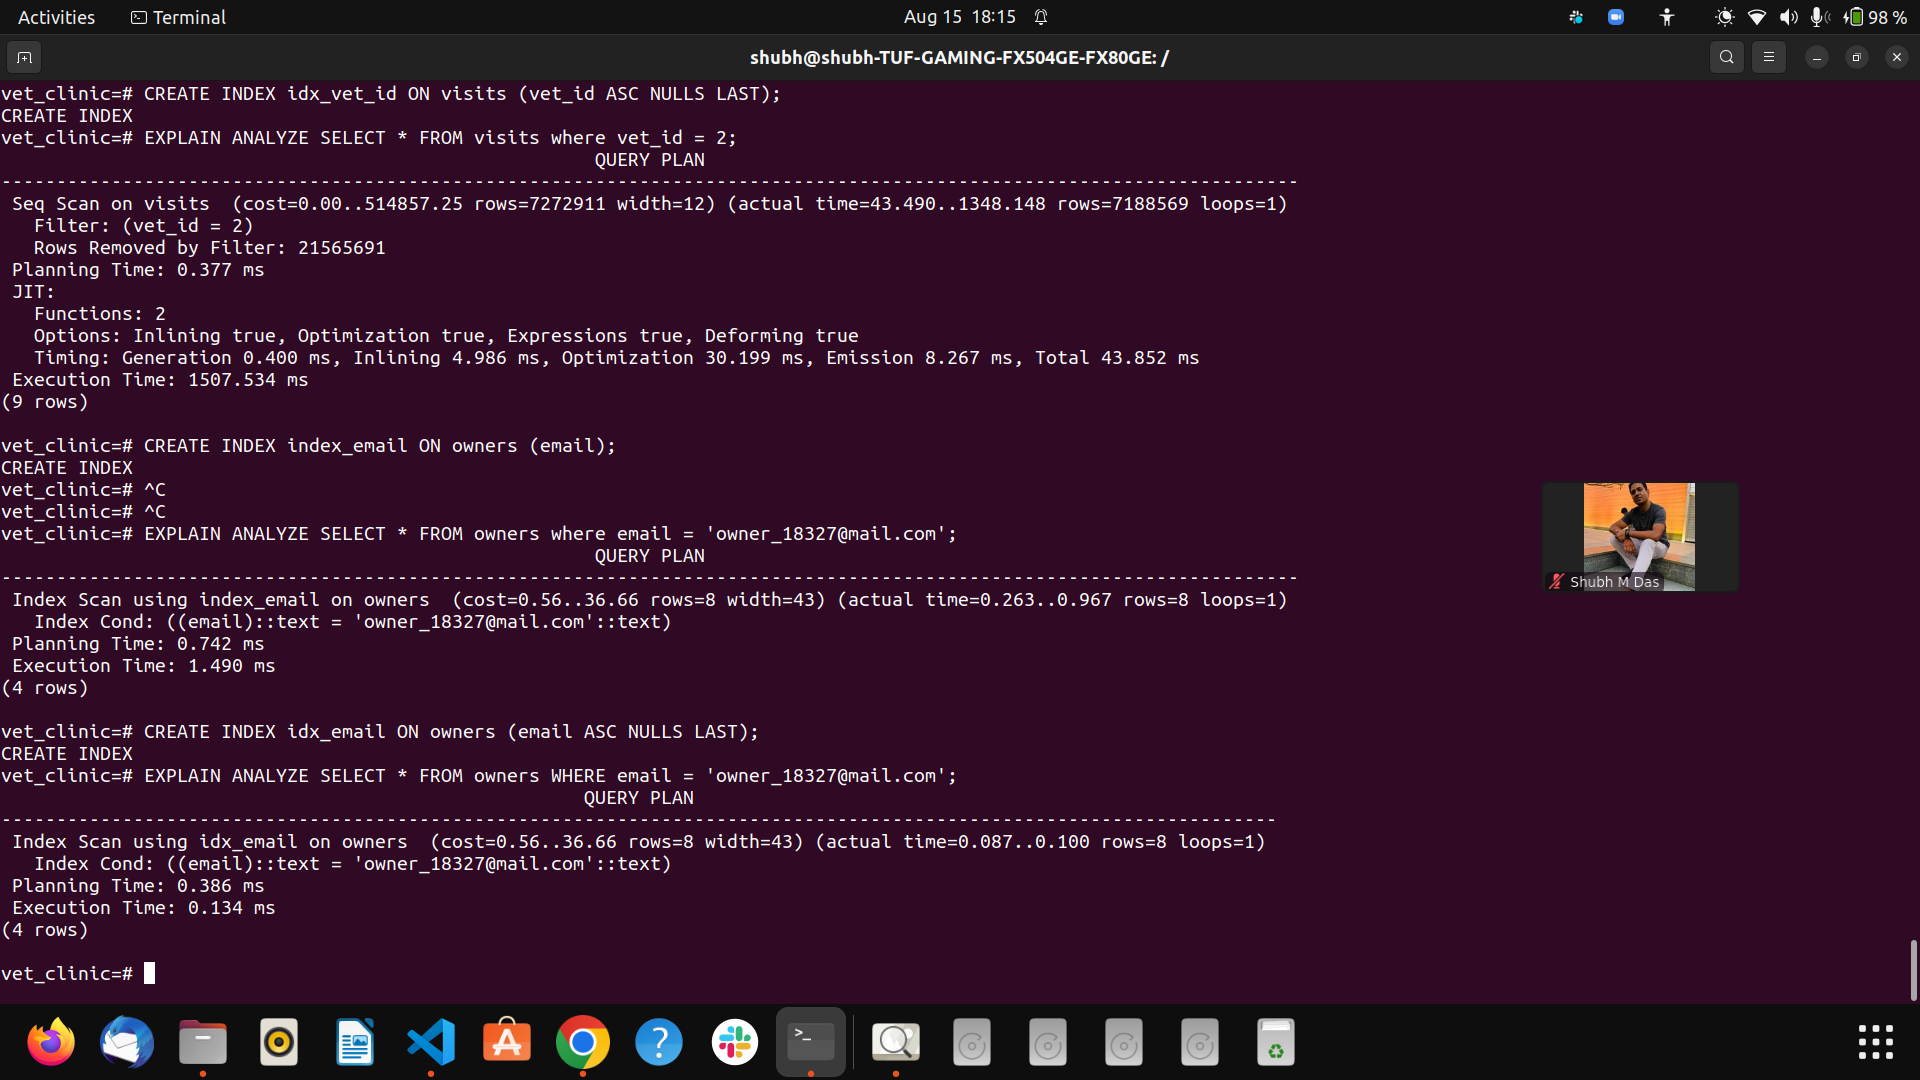 Activities
Terminal
Aug 15 18:15
98 %
shubh@shubh-TUF-GAMING-FX504GE-FX80GE: /
vet_clinic=# CREATE INDEX idx_vet_id ON visits (vet_id ASC NULLS LAST);
CREATE INDEX
vet_clinic=# EXPLAIN ANALYZE SELECT * FROM visits where vet_id = 2;
QUERY PLAN
----------------------------------------------------------------------------------------------------------------------
Seq Scan on visits  (cost=0.00..514857.25 rows=7272911 width=12) (actual time=43.490..1348.148 rows=7188569 loops=1)
Filter: (vet_id = 2)
Rows Removed by Filter: 21565691
Planning Time: 0.377 ms
JIT:
Functions: 2
Options: Inlining true, Optimization true, Expressions true, Deforming true
Timing: Generation 0.400 ms, Inlining 4.986 ms, Optimization 30.199 ms, Emission 8.267 ms, Total 43.852 ms
Execution Time: 1507.534 ms
(9 rows)
vet_clinic=# CREATE INDEX index_email ON owners (email);
CREATE INDEX
vet_clinic=# ^C
vet_clinic=# ^C
vet_clinic=# EXPLAIN ANALYZE SELECT * FROM owners where email = 'owner_18327@mail.com';
QUERY PLAN
----------------------------------------------------------------------------------------------------------------------
Index Scan using index_email on owners  (cost=0.56..36.66 rows=8 width=43) (actual time=0.263..0.967 rows=8 loops=1)
Index Cond: ((email)::text = 'owner_18327@mail.com'::text)
Planning Time: 0.742 ms
Execution Time: 1.490 ms
(4 rows)
vet_clinic=# CREATE INDEX idx_email ON owners (email ASC NULLS LAST);
CREATE INDEX
vet_clinic=# EXPLAIN ANALYZE SELECT * FROM owners WHERE email = 'owner_18327@mail.com';
QUERY PLAN
--------------------------------------------------------------------------------------------------------------------
Index Scan using idx_email on owners  (cost=0.56..36.66 rows=8 width=43) (actual time=0.087..0.100 rows=8 loops=1)
Index Cond: ((email)::text = 'owner_18327@mail.com'::text)
Planning Time: 0.386 ms
Execution Time: 0.134 ms
(4 rows)
vet_clinic=#
Shubh M Das